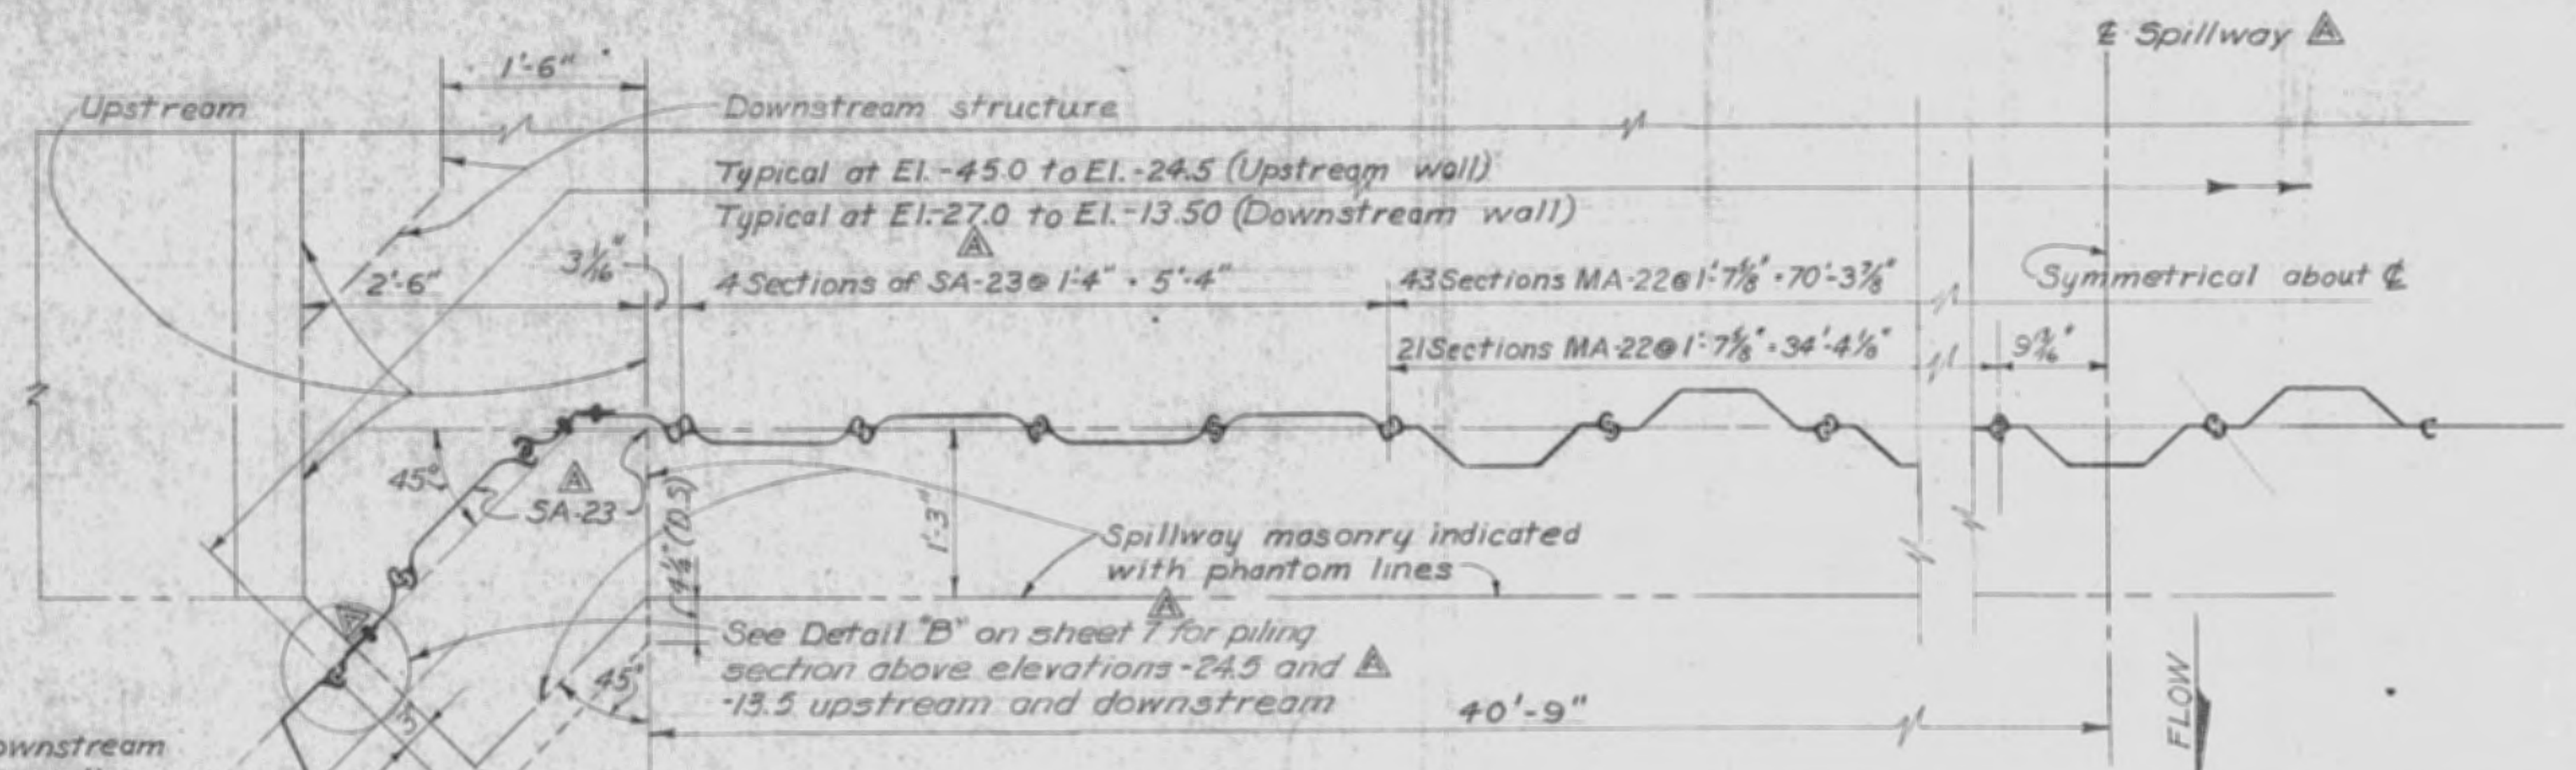 ℄ Spillway A
1'-6"
Upstream
Downstream structure
Typical at El. -45.0 to El. -24.5 (Upstream wall)
Typical at El.-27.0 to El.-13.50 (Downstream wall)
A
2'-6"
3 1/16"
4 Sections of SA-23@ 1'-4" = 5'-4"
43 Sections MA-22@ 1'-7 5/8" = 70'-3 7/8"
Symmetrical about ℄
21 Sections MA-22@ 1'-7 5/8" = 34'-4 1/8"
45°
A
SA-23
4 1/2" (D.S)
1'-3"
Spillway masonry indicated
with phantom lines
A
A
See Detail "B" on sheet 7 for piling
section above elevations -24.5 and A
-13.5 upstream and downstream
45°
3"
40'-9"
FLOW
ownstream